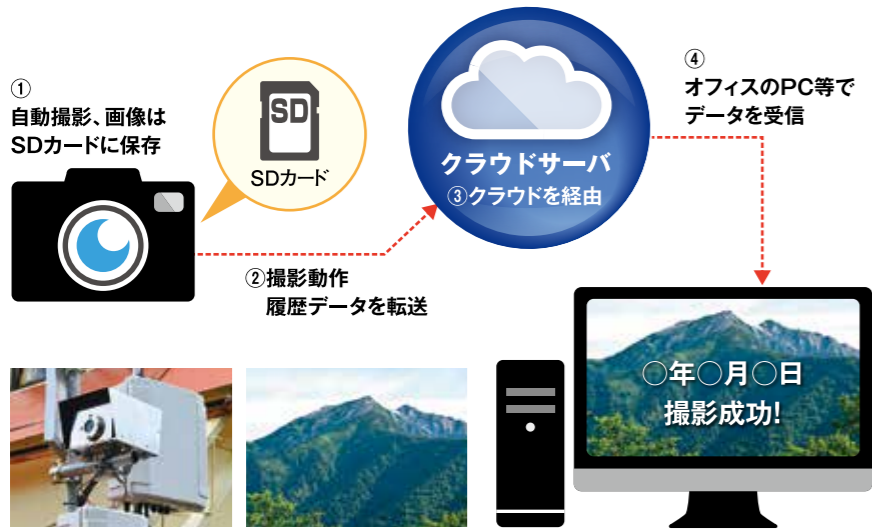 ①
自動撮影、画像は
SDカードに保存
SD
SDカード
②撮影動作
履歴データを転送
クラウドサーバ
③クラウドを経由
④
オフィスのPC等で
データを受信
○年○月○日
撮影成功!